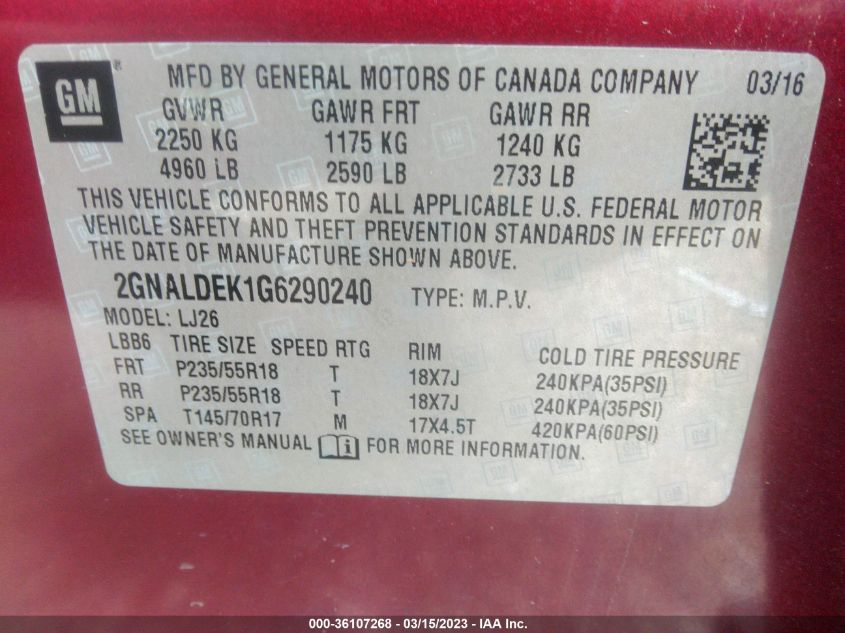 GM ®
MFD BY GENERAL MOTORS OF CANADA COMPANY 03/16
GVWR GAWR FRT GAWR RR
2250 KG 1175 KG 1240 KG
4960 LB 2590 LB 2733 LB
THIS VEHICLE CONFORMS TO ALL APPLICABLE U.S. FEDERAL MOTOR
VEHICLE SAFETY AND THEFT PREVENTION STANDARDS IN EFFECT ON
THE DATE OF MANUFACTURE SHOWN ABOVE.
2GNALDEK1G6290240 TYPE: M.P.V.
MODEL: LJ26
LBB6 TIRE SIZE SPEED RTG RIM COLD TIRE PRESSURE
FRT P235/55R18 T 18X7J 240KPA(35PSI)
RR P235/55R18 T 18X7J 240KPA(35PSI)
SPA T145/70R17 M 17X4.5T 420KPA(60PSI)
SEE OWNER'S MANUAL FOR MORE INFORMATION.
000-36107268 - 03/15/2023 - IAA Inc.